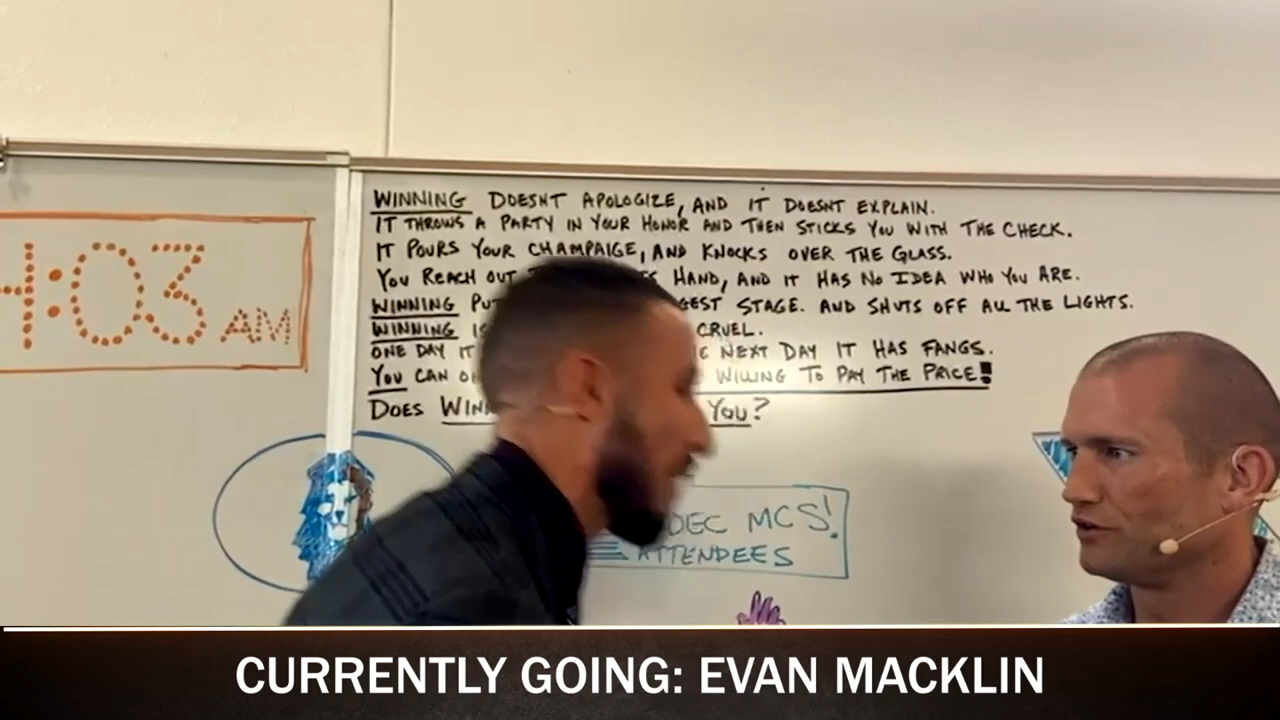 WINNING DOESNT APOLOGIZE, AND IT DOESNT EXPLAIN.
IT THROWS A PARTY IN YOUR HONOR AND THEN STICKS YOU WITH THE CHECK.
IT POURS YOUR CHAMPAIGE, AND KNOCKS OVER THE GLASS.
YOU REACH OUT HAND, AND IT HAS NO IDEA WHO YOU ARE.
WINNING STAGE. AND SHUTS OFF ALL THE LIGHTS.
WINNING CRUEL.
ONE DAY IT NEXT DAY IT HAS FANGS.
YOU CAN WILLING TO PAY THE PRICE!
DOES YOU?
4:03 AM
DEC MCS!
ATTENDEES
CURRENTLY GOING: EVAN MACKLIN